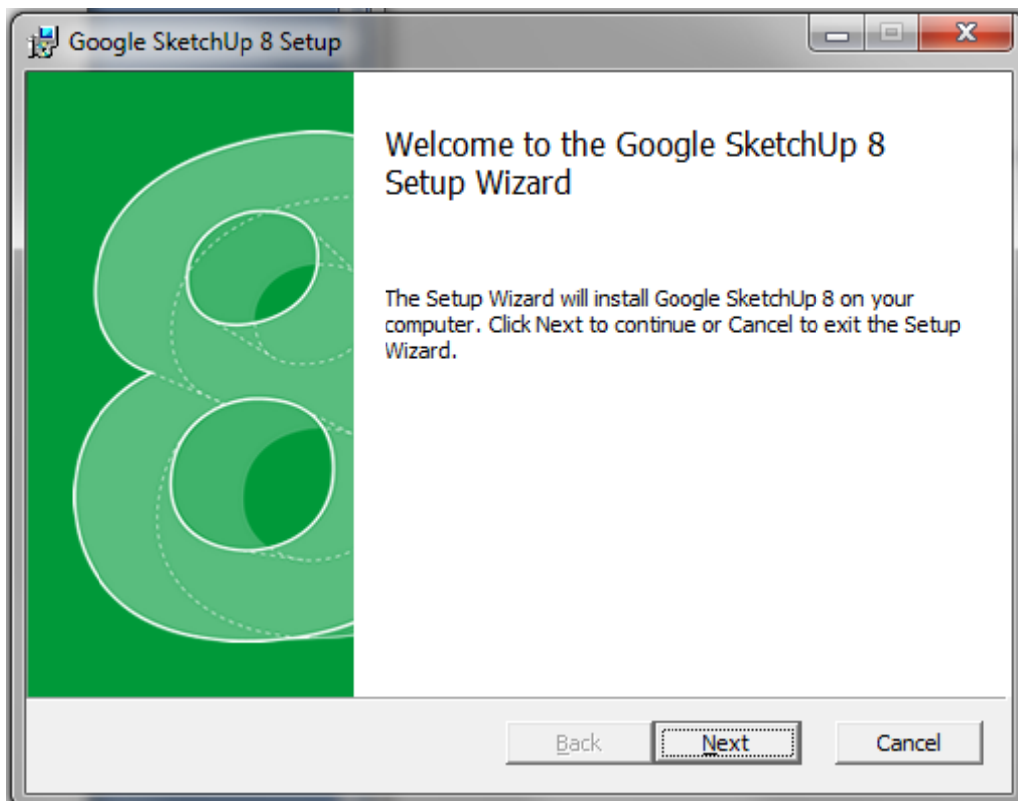 Google SketchUp 8 Setup
Welcome to the Google SketchUp 8
Setup Wizard
The Setup Wizard will install Google SketchUp 8 on your
computer. Click Next to continue or Cancel to exit the Setup
Wizard.
8
Back
Next
Cancel